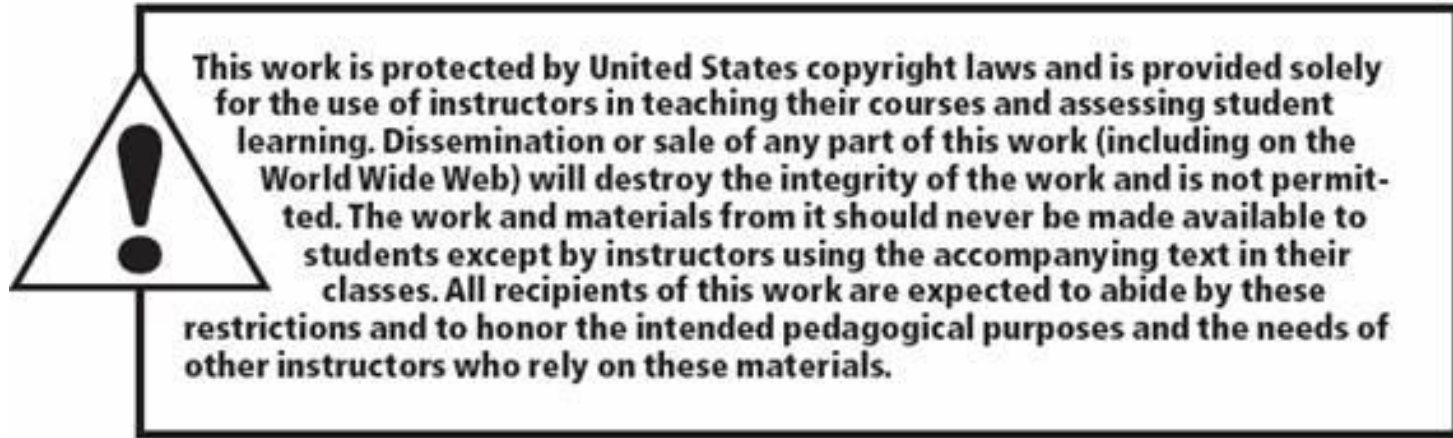 This work is protected by United States copyright laws and is provided solely
for the use of instructors in teaching their courses and assessing student
learning. Dissemination or sale of any part of this work (including on the
World Wide Web) will destroy the integrity of the work and is not permit-
ted. The work and materials from it should never be made available to
students except by instructors using the accompanying text in their
classes. All recipients of this work are expected to abide by these
restrictions and to honor the intended pedagogical purposes and the needs of
other instructors who rely on these materials.